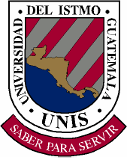 UNIVERSIDAD DEL ISTMO GUATEMALA
UNIS
SABER PARA SERVIR